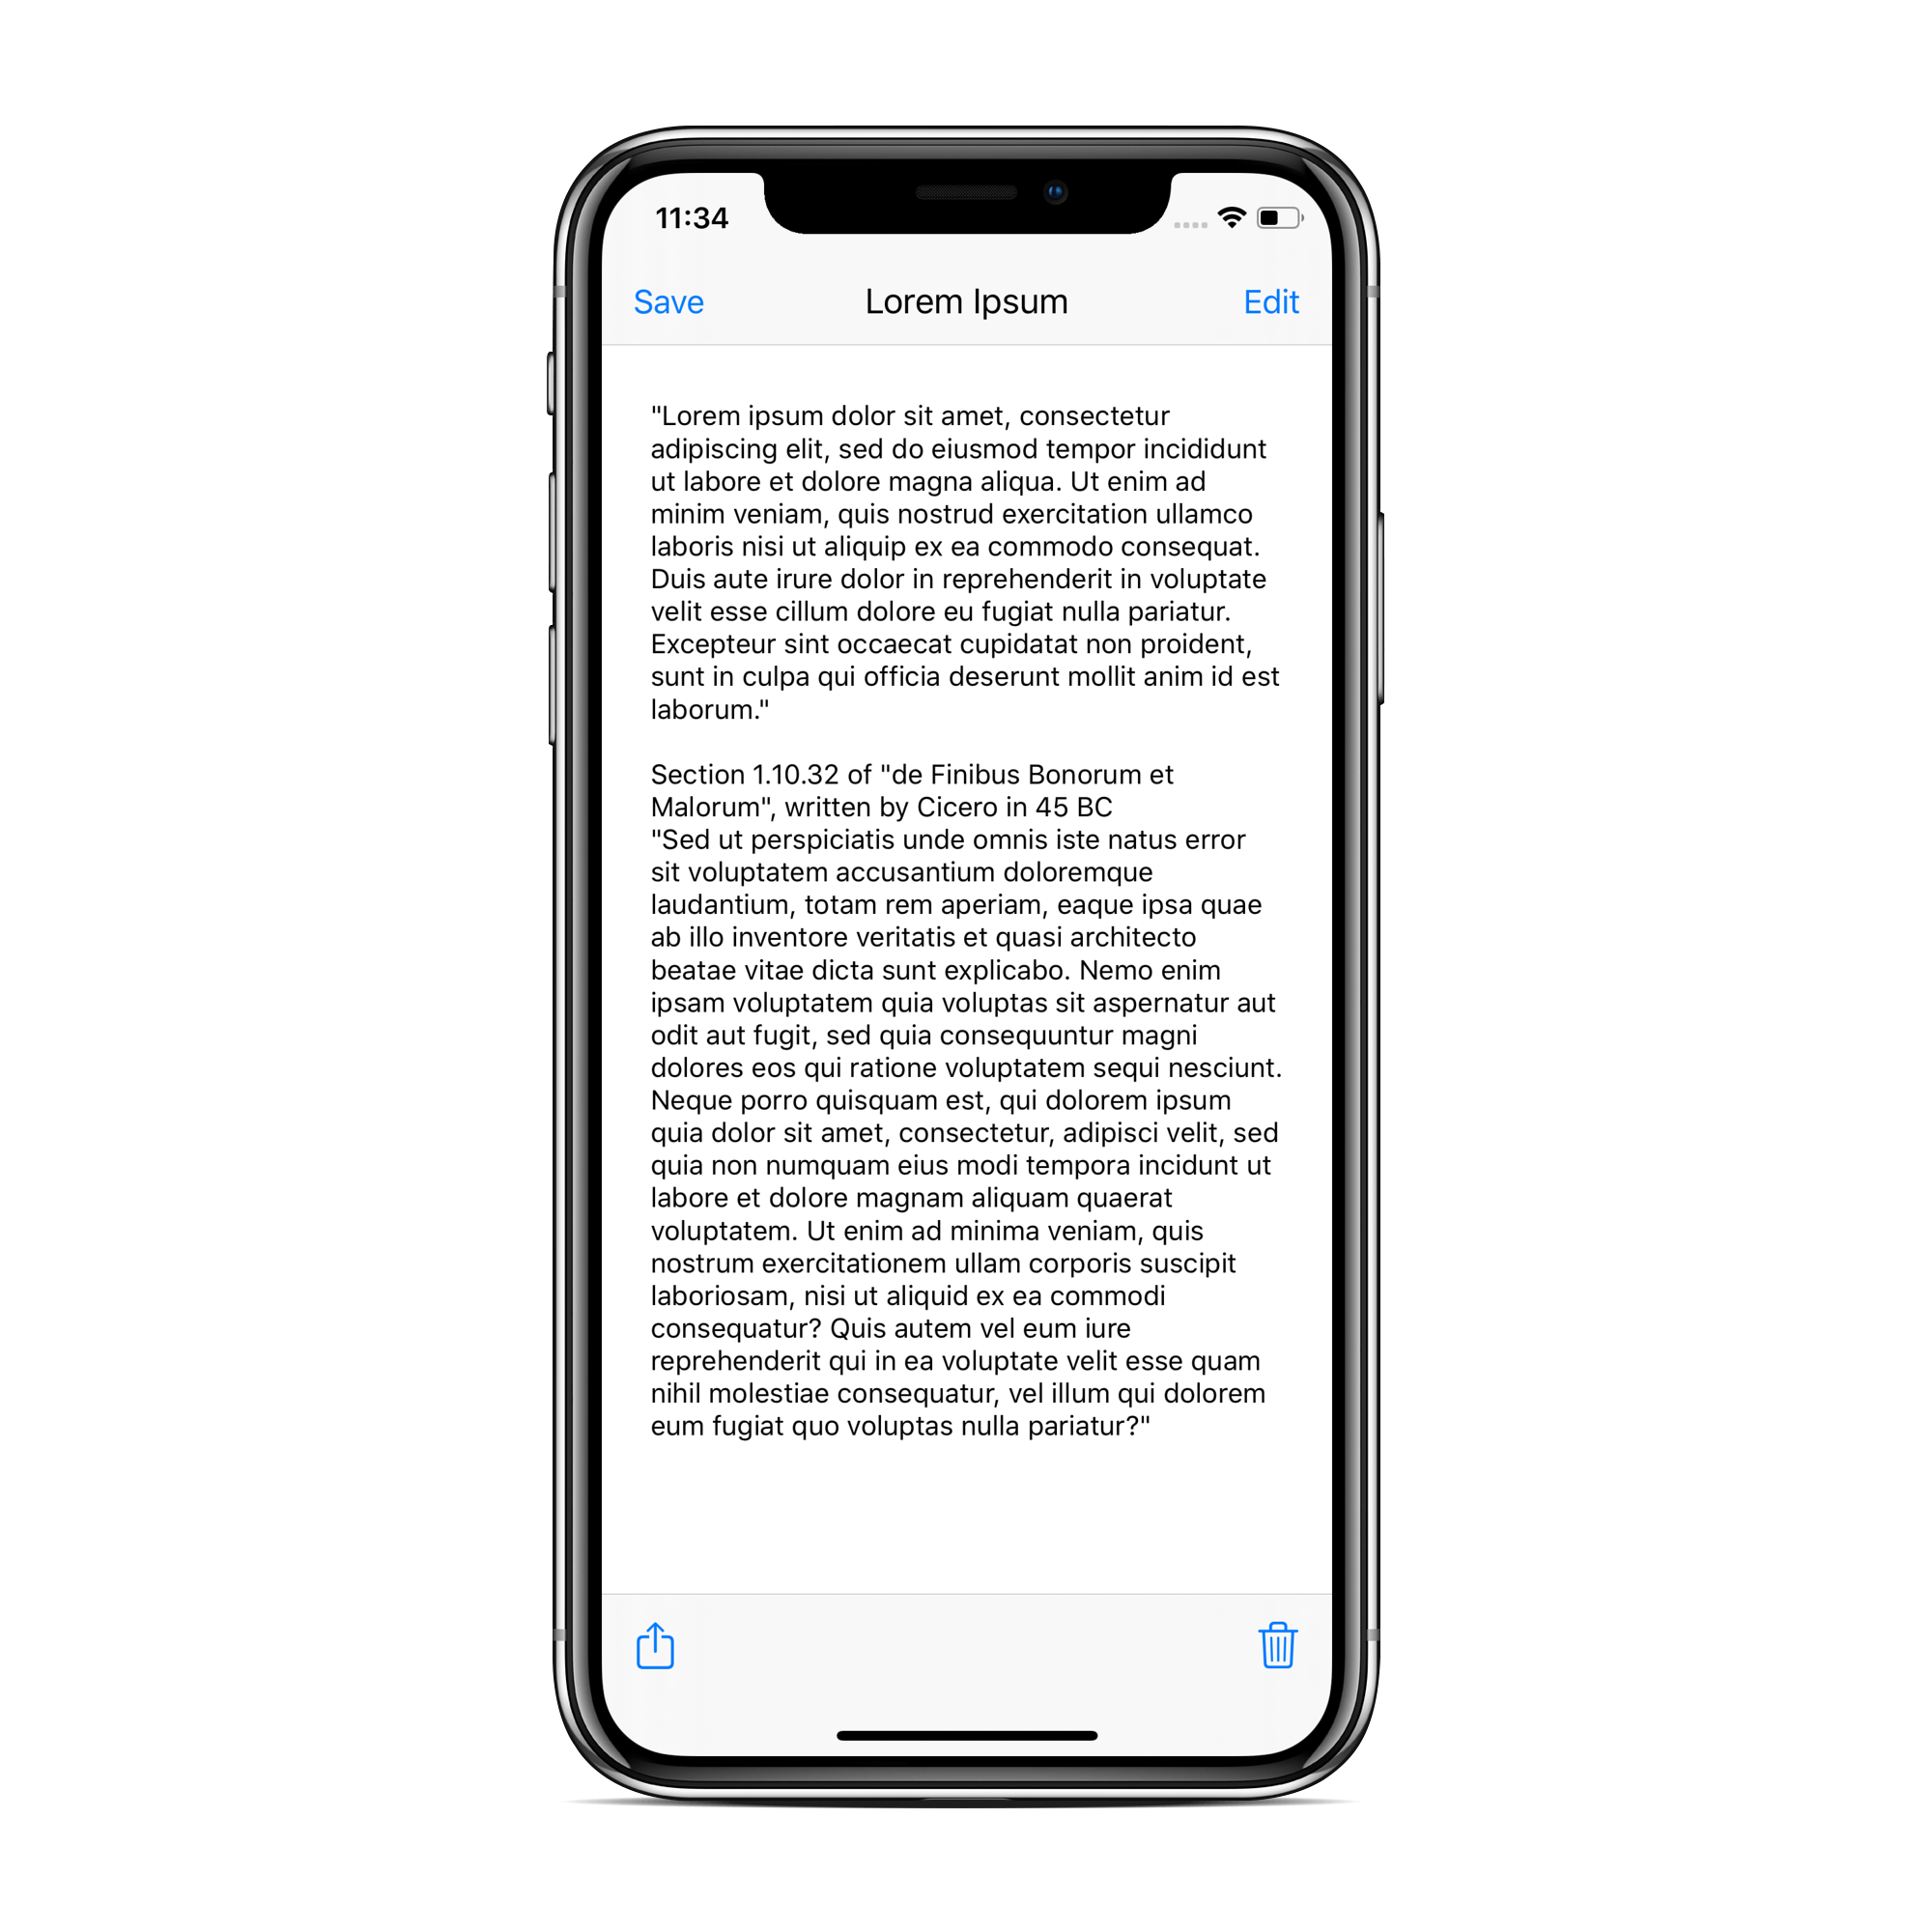 11:34
Save Lorem Ipsum Edit
"Lorem ipsum dolor sit amet, consectetur
adipiscing elit, sed do eiusmod tempor incididunt
ut labore et dolore magna aliqua. Ut enim ad
minim veniam, quis nostrud exercitation ullamco
laboris nisi ut aliquip ex ea commodo consequat.
Duis aute irure dolor in reprehenderit in voluptate
velit esse cillum dolore eu fugiat nulla pariatur.
Excepteur sint occaecat cupidatat non proident,
sunt in culpa qui officia deserunt mollit anim id est
laborum."
Section 1.10.32 of "de Finibus Bonorum et
Malorum", written by Cicero in 45 BC
"Sed ut perspiciatis unde omnis iste natus error
sit voluptatem accusantium doloremque
laudantium, totam rem aperiam, eaque ipsa quae
ab illo inventore veritatis et quasi architecto
beatae vitae dicta sunt explicabo. Nemo enim
ipsam voluptatem quia voluptas sit aspernatur aut
odit aut fugit, sed quia consequuntur magni
dolores eos qui ratione voluptatem sequi nesciunt.
Neque porro quisquam est, qui dolorem ipsum
quia dolor sit amet, consectetur, adipisci velit, sed
quia non numquam eius modi tempora incidunt ut
labore et dolore magnam aliquam quaerat
voluptatem. Ut enim ad minima veniam, quis
nostrum exercitationem ullam corporis suscipit
laboriosam, nisi ut aliquid ex ea commodi
consequatur? Quis autem vel eum iure
reprehenderit qui in ea voluptate velit esse quam
nihil molestiae consequatur, vel illum qui dolorem
eum fugiat quo voluptas nulla pariatur?"